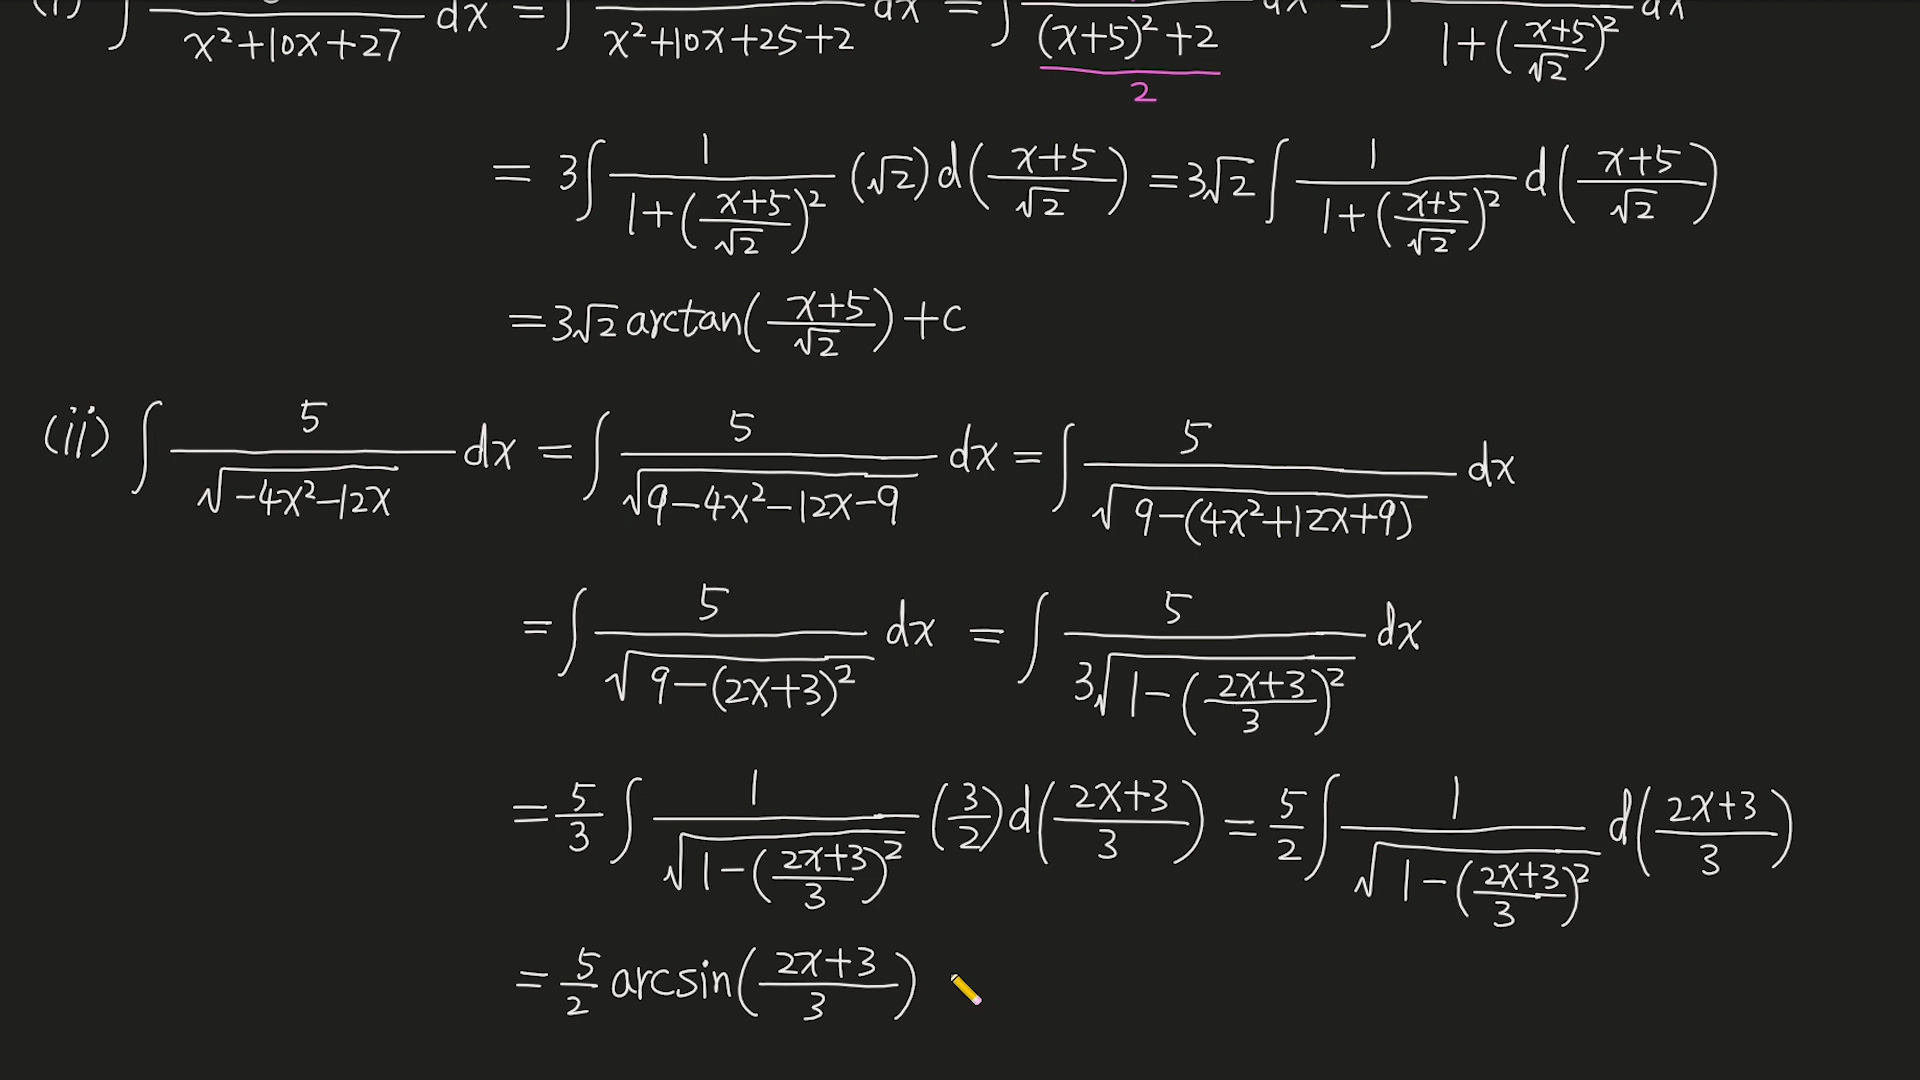 (i) ∫ ─── / (x²+10x+27) dx = ∫ ─── / (x²+10x+25+2) dx = ∫ ─── / ((x+5)²+2) dx = ∫ ─── / (1+((x+5)/√2)²) dx
2
= 3∫ 1/(1+((x+5)/√2)²) (√2) d((x+5)/√2) = 3√2 ∫ 1/(1+((x+5)/√2)²) d((x+5)/√2)
= 3√2 arctan((x+5)/√2) + c
(ii) ∫ 5/√(-4x²-12x) dx = ∫ 5/√(9-4x²-12x-9) dx = ∫ 5/√(9-(4x²+12x+9)) dx
= ∫ 5/√(9-(2x+3)²) dx = ∫ 5/(3√(1-((2x+3)/3)²)) dx
= 5/3 ∫ 1/√(1-((2x+3)/3)²) (3/2) d((2x+3)/3) = 5/2 ∫ 1/√(1-((2x+3)/3)²) d((2x+3)/3)
= 5/2 arcsin((2x+3)/3)